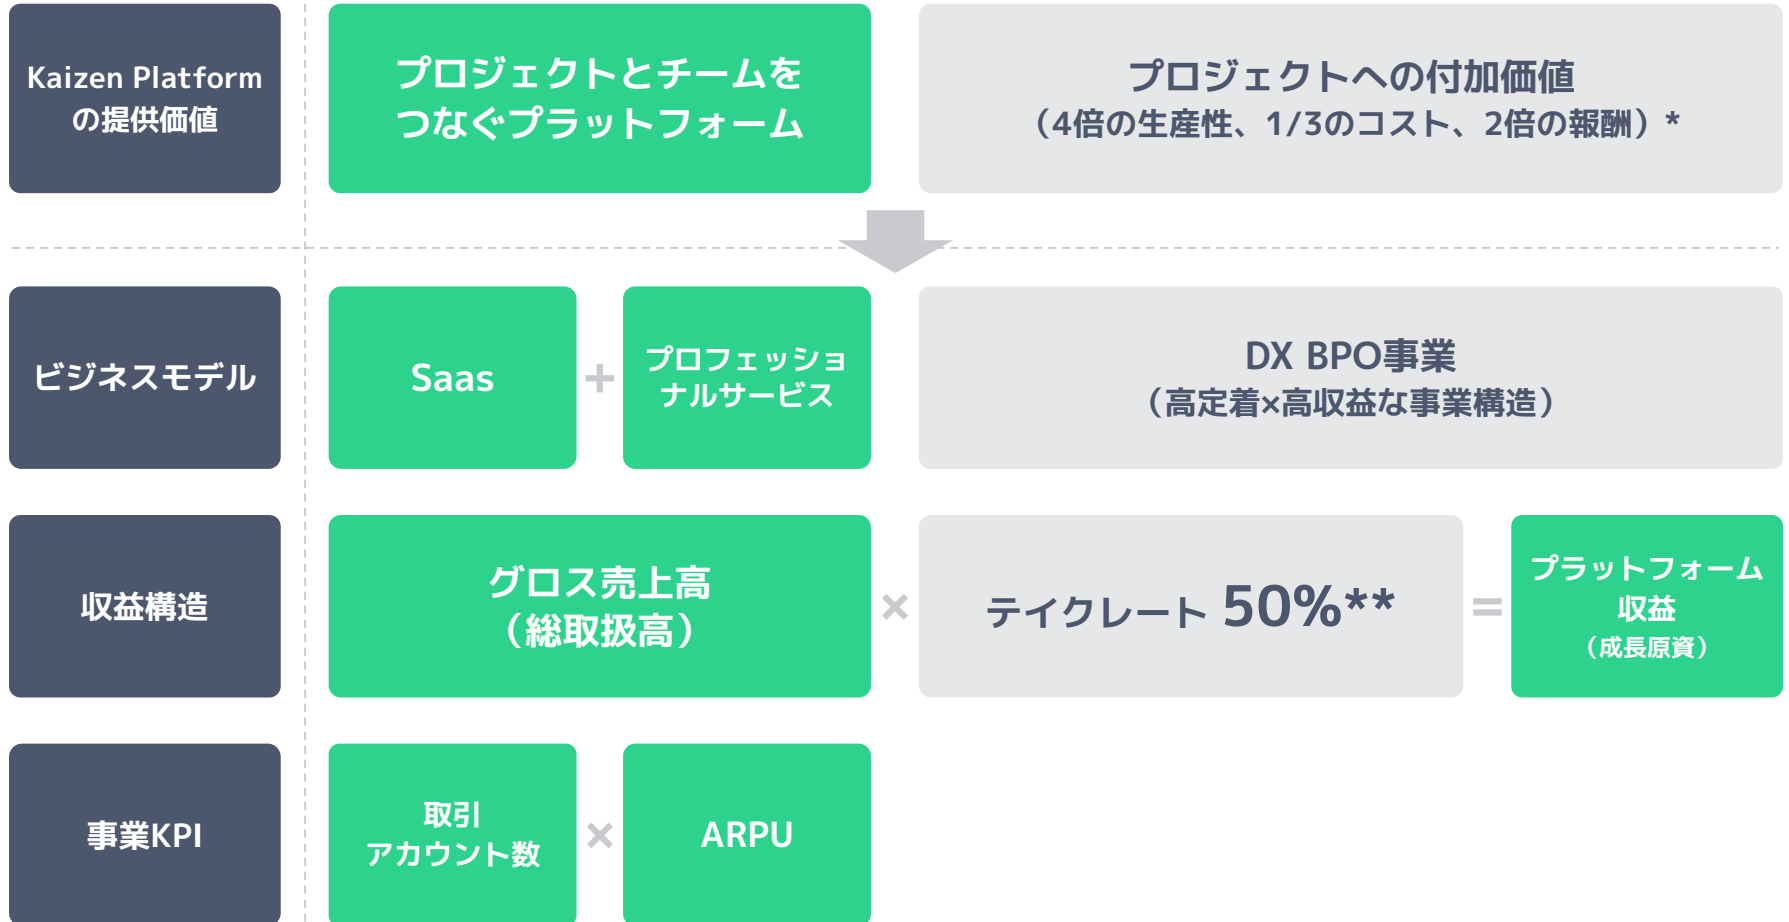 Kaizen Platform
の提供価値
プロジェクトとチームを
つなぐプラットフォーム
プロジェクトへの付加価値
（4倍の生産性、1/3のコスト、2倍の報酬）*
ビジネスモデル
Saas
+
プロフェッショ
ナルサービス
DX BPO事業
（高定着×高収益な事業構造）
収益構造
グロス売上高
（総取扱高）
×
テイクレート 50%**
=
プラットフォーム
収益
（成長原資）
事業KPI
取引
アカウント数
×
ARPU